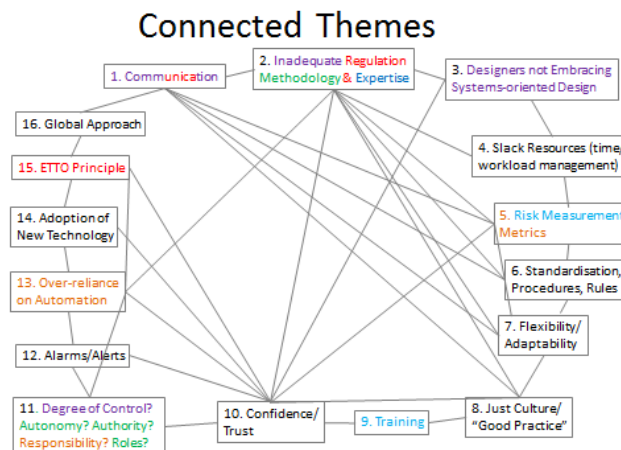 Connected Themes
1. Communication
2. Inadequate Regulation
Methodology & Expertise
3. Designers not Embracing
Systems-oriented Design
16. Global Approach
4. Slack Resources (time,
workload management)
15. ETTO Principle
14. Adoption of
New Technology
5. Risk Measurement
Metrics
13. Over-reliance
on Automation
6. Standardisation,
Procedures, Rules
7. Flexibility/
Adaptability
12. Alarms/Alerts
11. Degree of Control?
Autonomy? Authority?
Responsibility? Roles?
10. Confidence/
Trust
9. Training
8. Just Culture/
"Good Practice"